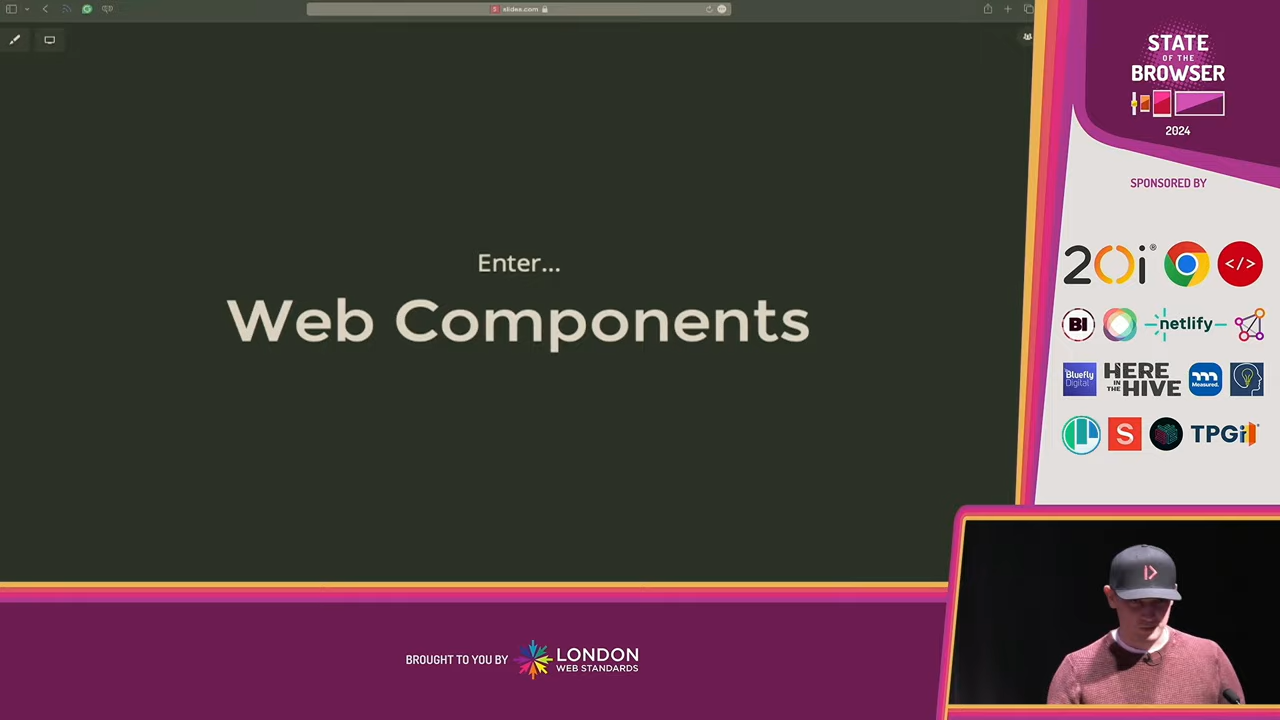 slides.com
Enter...
Web Components
STATE
OF THE
BROWSER
2024
SPONSORED BY
20i®
</>
BI
netlify
Bluefly
Digital
HERE
IN THE
HIVE
Measured.
S
TPGi
BROUGHT TO YOU BY
LONDON
WEB STANDARDS